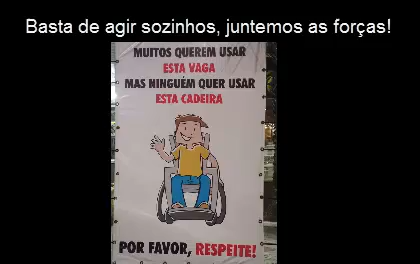 Basta de agir sozinhos, juntemos as forças!
MUITOS QUEREM USAR
ESTA VAGA
MAS NINGUÉM QUER USAR
ESTA CADEIRA
POR FAVOR, RESPEITE!